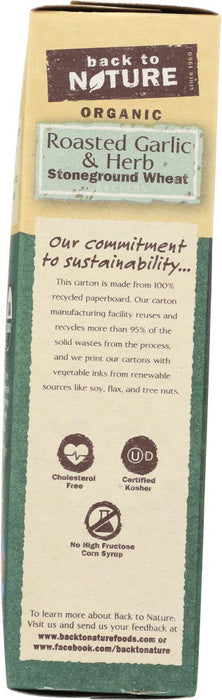 back to
NATURE
since 1960
ORGANIC
Roasted Garlic
& Herb
Stoneground Wheat
CRACKERS
Our commitment
to sustainability...
This carton is made from 100%
recycled paperboard. Our carton
manufacturing facility reuses and
recycles more than 95% of the
solid wastes from the process,
and we print our cartons with
vegetable inks from renewable
sources like soy, flax, and tree nuts.
Cholesterol
Free
UD
Certified
Kosher
No High Fructose
Corn Syrup
To learn more about Back to Nature:
Visit us and send us your feedback at
www.backtonaturefoods.com or
www.facebook.com/backtonature